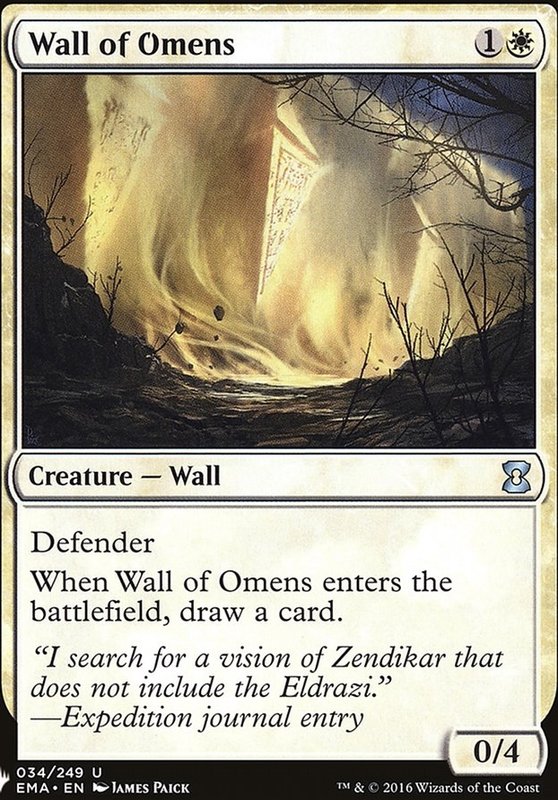 Wall of Omens 1
Creature — Wall
Defender
When Wall of Omens enters the
battlefield, draw a card.
“I search for a vision of Zendikar that
does not include the Eldrazi.”
—Expedition journal entry
0/4
034/249 U
EMA • EN James Paick
™ & © 2016 Wizards of the Coast